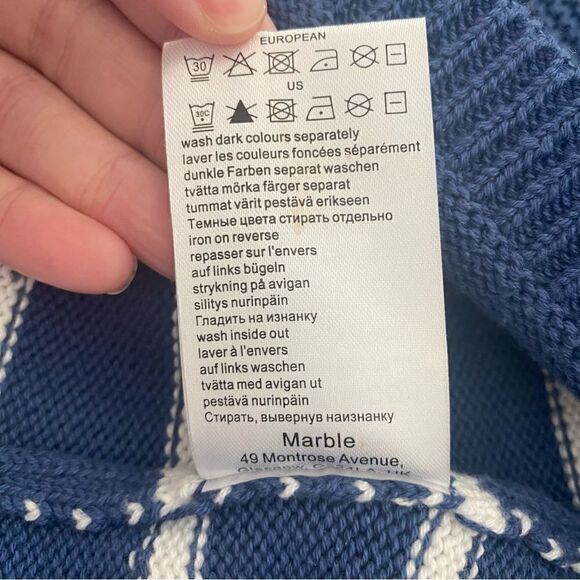 EUROPEAN
30
US
30C
wash dark colours separately
laver les couleurs foncées séparément
dunkle Farben separat waschen
tvätta mörka färger separat
tummat värit pestävä erikseen
Темные цвета стирать отдельно
iron on reverse
repasser sur l'envers
auf links bügeln
strykning på avigan
silitys nurinpäin
Гладить на изнанку
wash inside out
laver à l'envers
auf links waschen
tvätta med avigan ut
pestävä nurinpäin
Стирать, вывернув наизнанку
Marble
49 Montrose Avenue,
Glasgow,